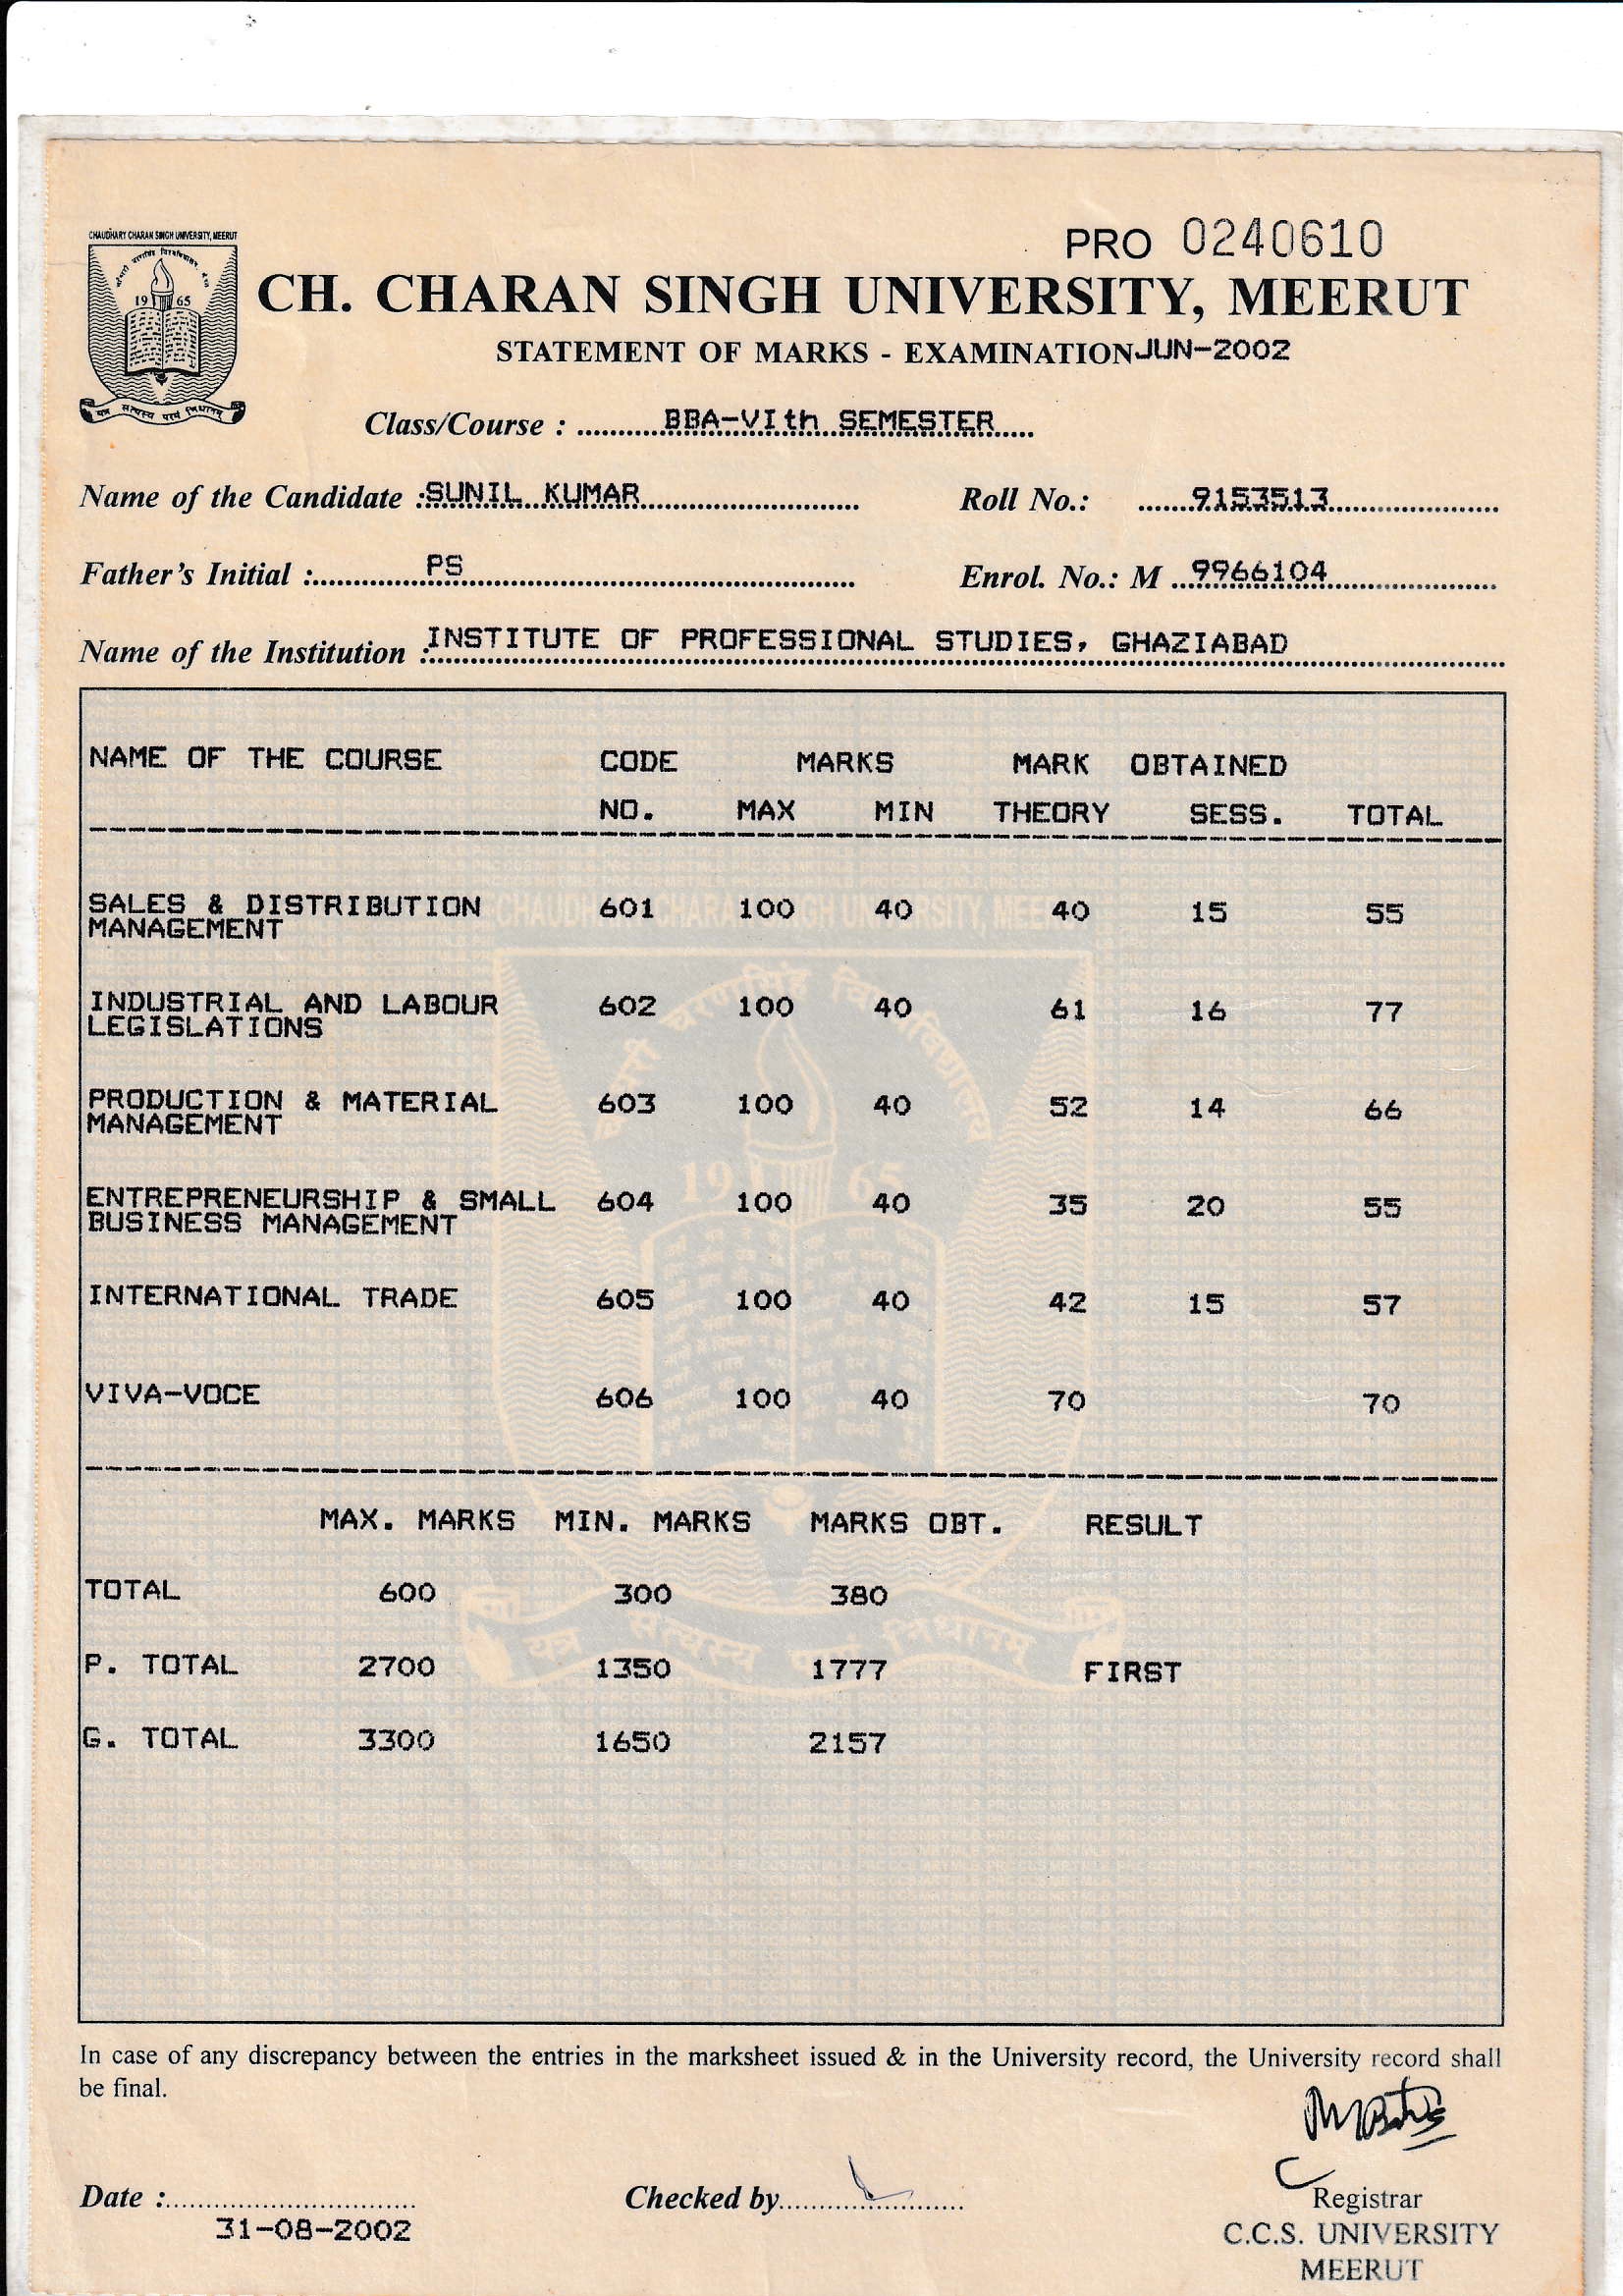 PRO 0240610
CHAUDHARY CHARAN SINGH UNIVERSITY, MEERUT
CH. CHARAN SINGH UNIVERSITY, MEERUT
19 65
STATEMENT OF MARKS - EXAMINATION JUN-2002
Class/Course : BBA-VIth SEMESTER
Name of the Candidate : SUNIL KUMAR Roll No.: 9153513
Father's Initial : PS Enrol. No.: M 9966104
Name of the Institution : INSTITUTE OF PROFESSIONAL STUDIES, GHAZIABAD
NAME OF THE COURSE CODE MARKS MARK OBTAINED
NO. MAX MIN THEORY SESS. TOTAL
SALES & DISTRIBUTION 601 100 40 40 15 55
MANAGEMENT
INDUSTRIAL AND LABOUR 602 100 40 61 16 77
LEGISLATIONS
PRODUCTION & MATERIAL 603 100 40 52 14 66
MANAGEMENT
ENTREPRENEURSHIP & SMALL 604 100 40 35 20 55
BUSINESS MANAGEMENT
INTERNATIONAL TRADE 605 100 40 42 15 57
VIVA-VOCE 606 100 40 70 70
MAX. MARKS MIN. MARKS MARKS OBT. RESULT
TOTAL 600 300 380
P. TOTAL 2700 1350 1777 FIRST
G. TOTAL 3300 1650 2157
In case of any discrepancy between the entries in the marksheet issued & in the University record, the University record shall
be final.
Date : 31-08-2002
Checked by
Registrar
C.C.S. UNIVERSITY
MEERUT